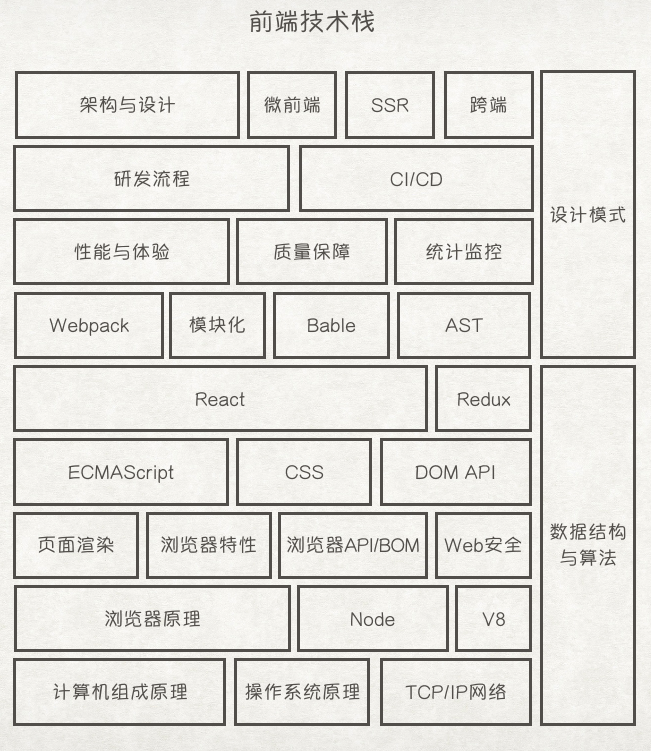 前端技术栈
架构与设计
微前端
SSR
跨端
研发流程
CI/CD
设计模式
性能与体验
质量保障
统计监控
Webpack
模块化
Bable
AST
React
Redux
ECMAScript
CSS
DOM API
页面渲染
浏览器特性
浏览器API/BOM
Web安全
数据结构
与算法
浏览器原理
Node
V8
计算机组成原理
操作系统原理
TCP/IP网络